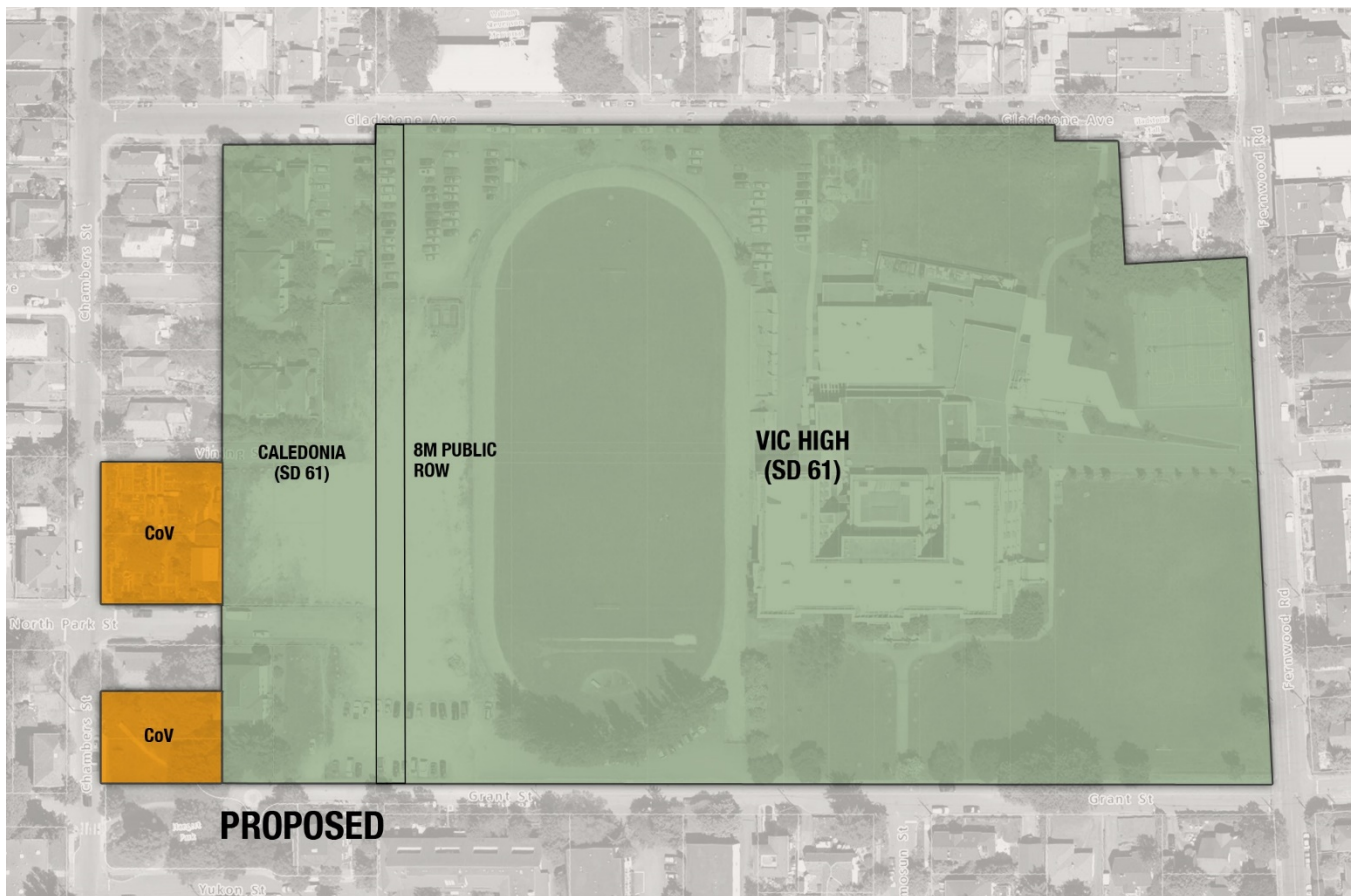 Gladstone Ave
Gladstone Ave
Fernwood Rd
Chambers St
Vining
CALEDONIA
(SD 61)
8M PUBLIC
ROW
VIC HIGH
(SD 61)
CoV
North Park St
Fernwood Rd
Chambers St
CoV
Grant St
Grant St
PROPOSED
Yukon St